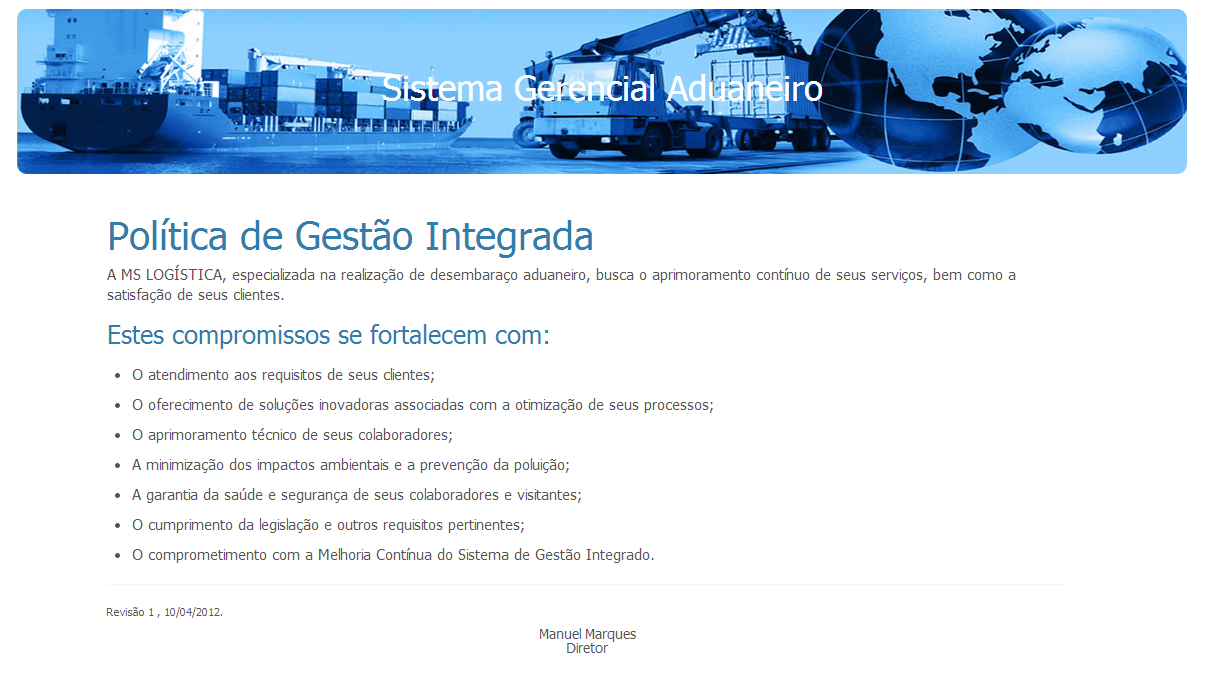 Sistema Gerencial Aduaneiro
Política de Gestão Integrada
A MS LOGÍSTICA, especializada na realização de desembaraço aduaneiro, busca o aprimoramento contínuo de seus serviços, bem como a
satisfação de seus clientes.
Estes compromissos se fortalecem com:
• O atendimento aos requisitos de seus clientes;
• O oferecimento de soluções inovadoras associadas com a otimização de seus processos;
• O aprimoramento técnico de seus colaboradores;
• A minimização dos impactos ambientais e a prevenção da poluição;
• A garantia da saúde e segurança de seus colaboradores e visitantes;
• O cumprimento da legislação e outros requisitos pertinentes;
• O comprometimento com a Melhoria Contínua do Sistema de Gestão Integrado.
Revisão 1 , 10/04/2012.
Manuel Marques
Diretor